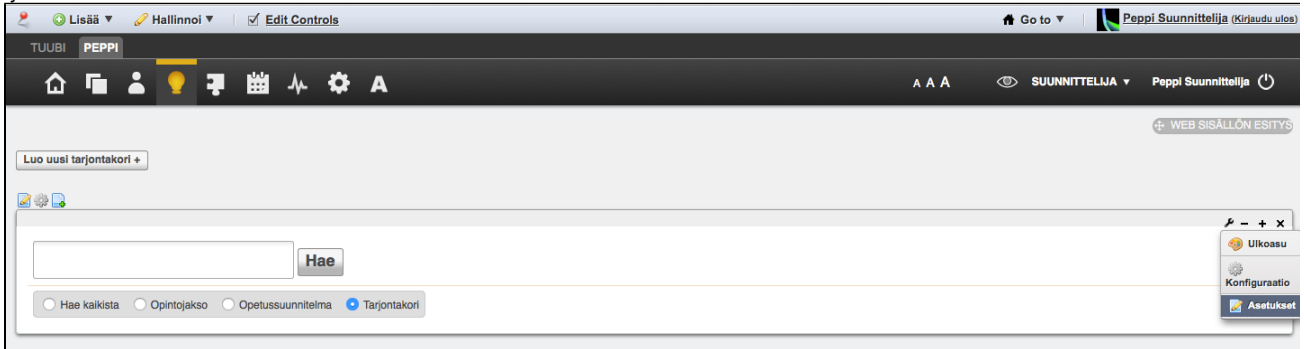 Lisää ▼ Hallinnoi ▼ Edit Controls Go to ▼ Peppi Suunnittelija (Kirjaudu ulos)
TUUBI PEPPI
A A A A SUUNNITTELIJA ▼ Peppi Suunnittelija
WEB SISÄLLÖN ESITYS
Luo uusi tarjontakori +
Hae
Ulkoasu
Konfiguraatio
Hae kaikista Opintojakso Opetussuunnitelma Tarjontakori
Asetukset